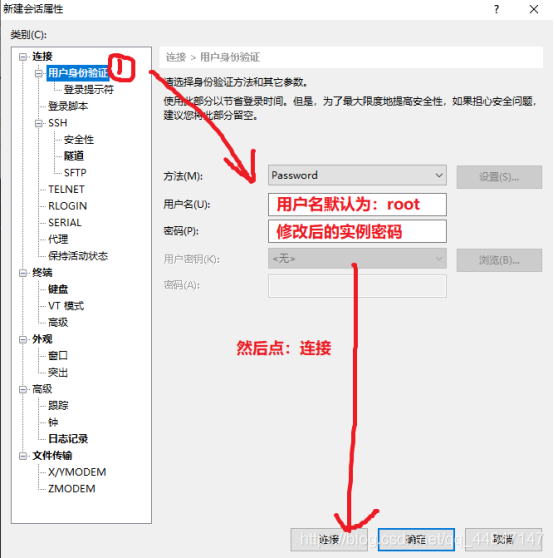 新建会话属性
?
×
类别(C):
连接
用户身份验证
登录提示符
登录脚本
SSH
安全性
隧道
SFTP
TELNET
RLOGIN
SERIAL
代理
保持活动状态
终端
键盘
VT 模式
高级
外观
窗口
突出
高级
跟踪
钟
日志记录
文件传输
X/YMODEM
ZMODEM
连接 > 用户身份验证
请选择身份验证方法和其它参数。
使用此部分以节省登录时间。但是，为了最大限度地提高安全性，如果担心安全问题，
建议您将此部分留空。
方法(M):
Password
设置(S)...
用户名(U):
用户名默认为：root
密码(P):
修改后的实例密码
用户密钥(K):
<无>
浏览(B)...
密码(A):
然后点：连接
连接
确定
取消